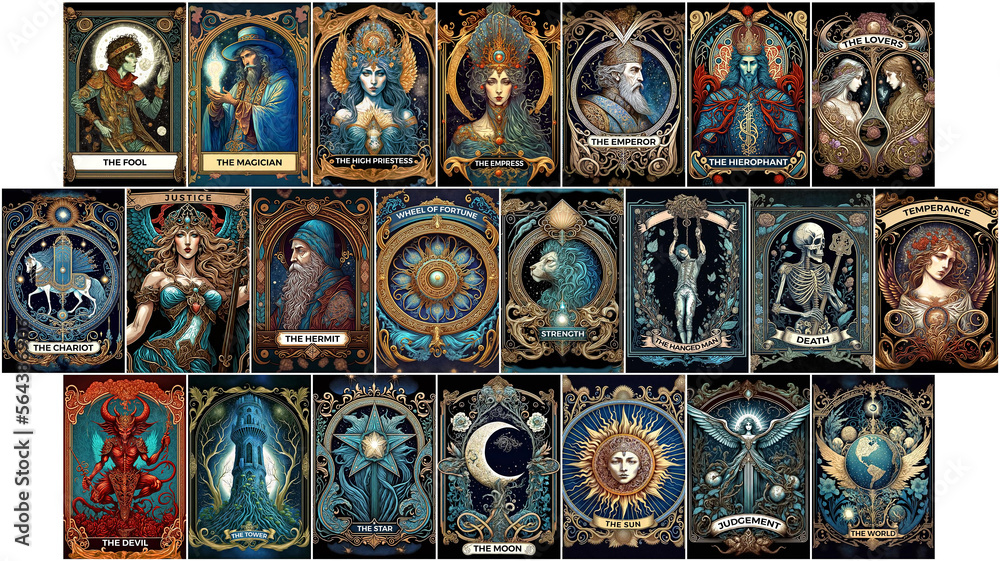 THE FOOL
THE MAGICIAN
THE HIGH PRIESTESS
THE EMPRESS
THE EMPEROR
THE HIEROPHANT
THE LOVERS
THE CHARIOT
JUSTICE
THE HERMIT
WHEEL OF FORTUNE
STRENGTH
THE HANGED MAN
DEATH
TEMPERANCE
THE DEVIL
THE TOWER
THE STAR
THE MOON
THE SUN
JUDGEMENT
THE WORLD
Adobe Stock